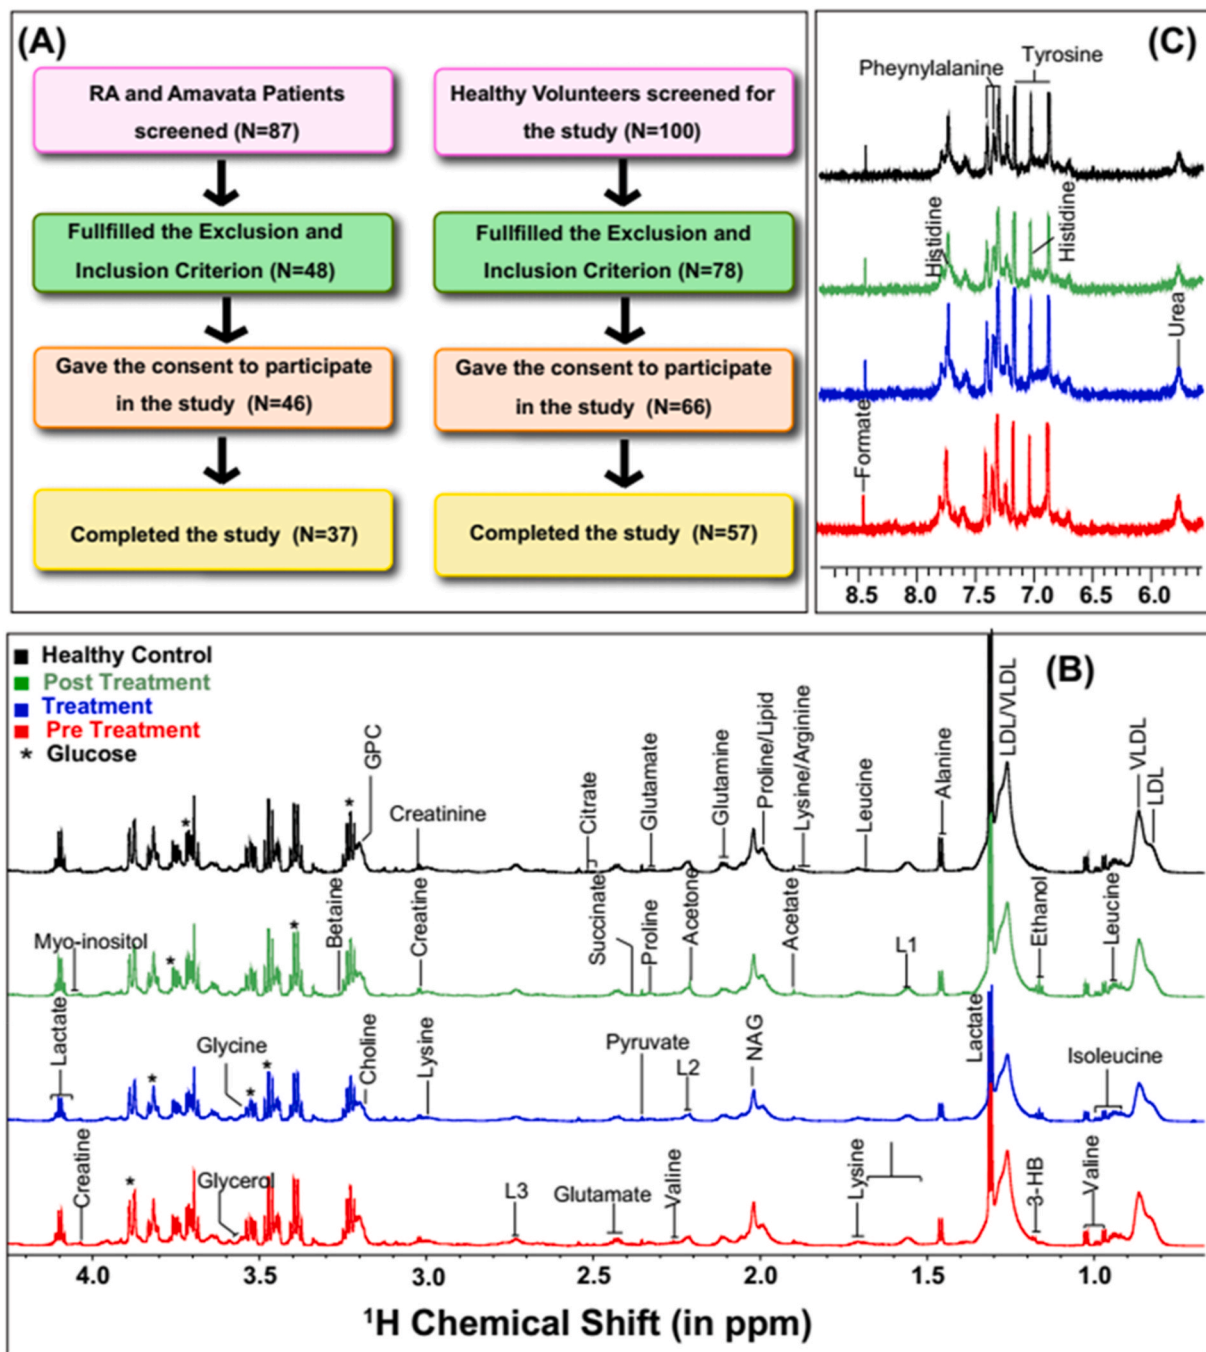 (A)
RA and Amavata Patients
screened (N=87)
Fullfilled the Exclusion and
Inclusion Criterion (N=48)
Gave the consent to participate
in the study (N=46)
Completed the study (N=37)
Healthy Volunteers screened for
the study (N=100)
Fullfilled the Exclusion and
Inclusion Criterion (N=78)
Gave the consent to participate
in the study (N=66)
Completed the study (N=57)
(C)
Pheynylalanine
Tyrosine
Histidine
Histidine
Urea
Formate
8.5 8.0 7.5 7.0 6.5 6.0
(B)
Healthy Control
Post Treatment
Treatment
Pre Treatment
* Glucose
* *
GPC
Creatinine
Citrate
Glutamate
Glutamine
Proline/Lipid
Lysine/Arginine
Leucine
Alanine
LDL/VLDL
VLDL
LDL
Myo-inositol
* *
Betaine
Creatine
Succinate
Proline
Acetone
Acetate
L1
Ethanol
Leucine
Lactate
* * *
Glycine
Choline
Lysine
Pyruvate
L2
NAG
Lactate
Isoleucine
Creatine
*
Glycerol
L3
Glutamate
Valine
Lysine
3-HB
Valine
4.0 3.5 3.0 2.5 2.0 1.5 1.0
¹H Chemical Shift (in ppm)